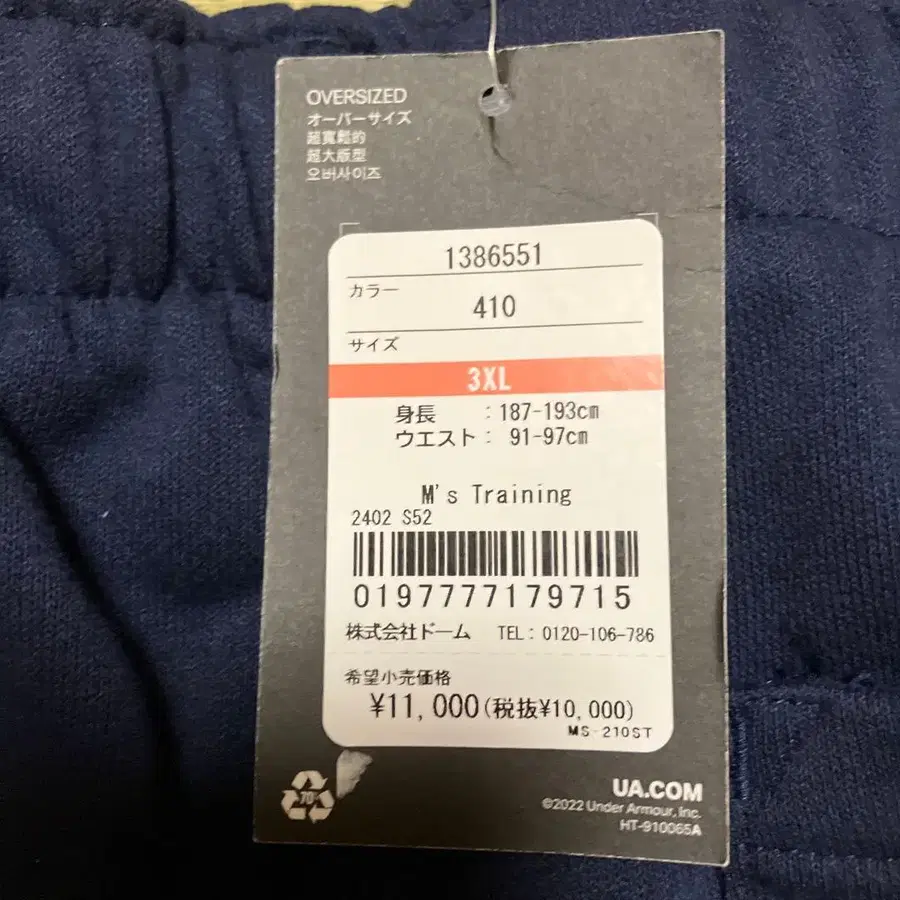 OVERSIZED
オーバーサイズ
超寬鬆的
超大版型
오버사이즈
1386551
カラー
410
サイズ
3XL
身長 : 187-193cm
ウエスト : 91-97cm
M's Training
2402 S52
0197777179715
株式会社ドーム TEL: 0120-106-786
希望小売価格
¥11,000(税抜¥10,000)
MS-210ST
70
UA.COM
©2022 Under Armour, Inc.
HT-910065A